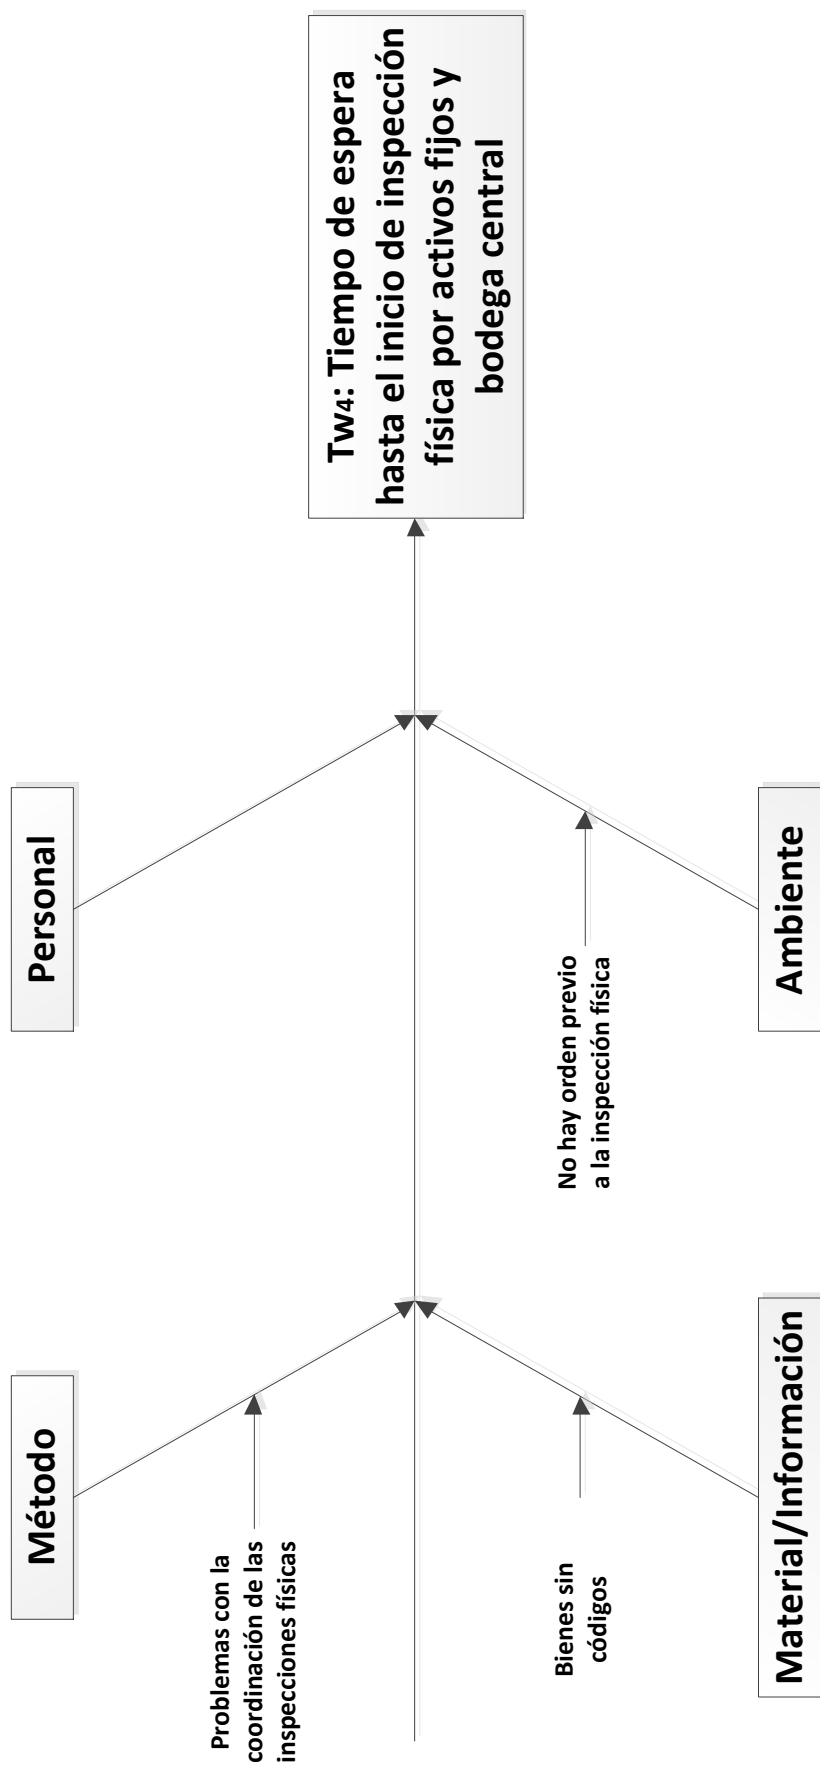 Método
Personal
Problemas con la
coordinación de las
inspecciones físicas
Tw₄: Tiempo de espera
hasta el inicio de inspección
física por activos fijos y
bodega central
Bienes sin
códigos
No hay orden previo
a la inspección física
Material/Información
Ambiente